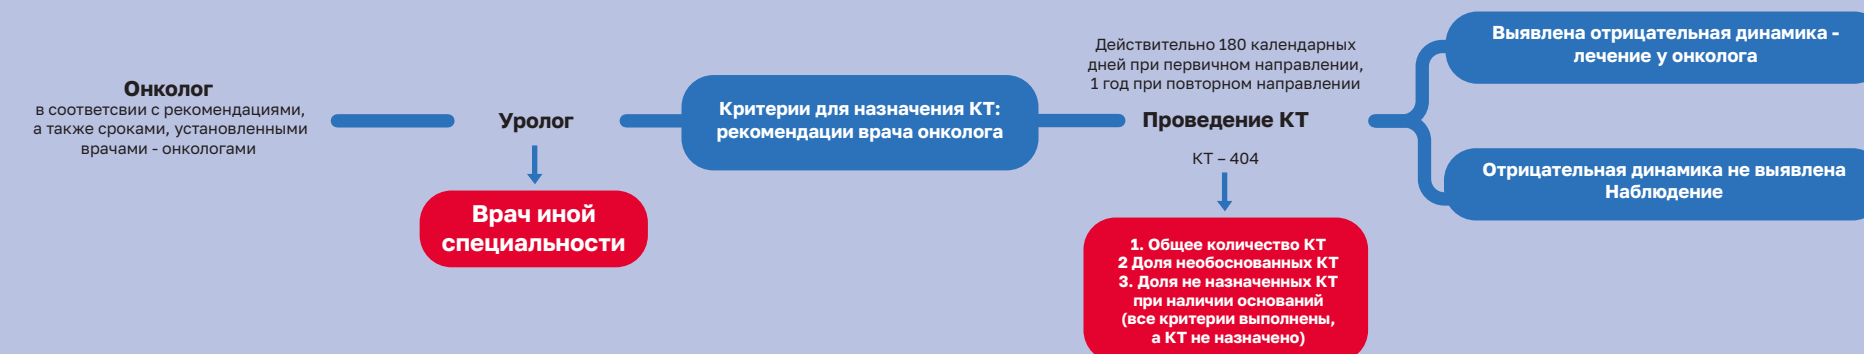 Онколог
в соответсвии с рекомендациями,
а также сроками, установленными
врачами - онкологами
Уролог
Врач иной
специальности
Критерии для назначения КТ:
рекомендации врача онколога
Действительно 180 календарных
дней при первичном направлении,
1 год при повторном направлении
Проведение КТ
КТ – 404
1. Общее количество КТ
2 Доля необоснованных КТ
3. Доля не назначенных КТ
при наличии оснований
(все критерии выполнены,
а КТ не назначено)
Выявлена отрицательная динамика -
лечение у онколога
Отрицательная динамика не выявлена
Наблюдение